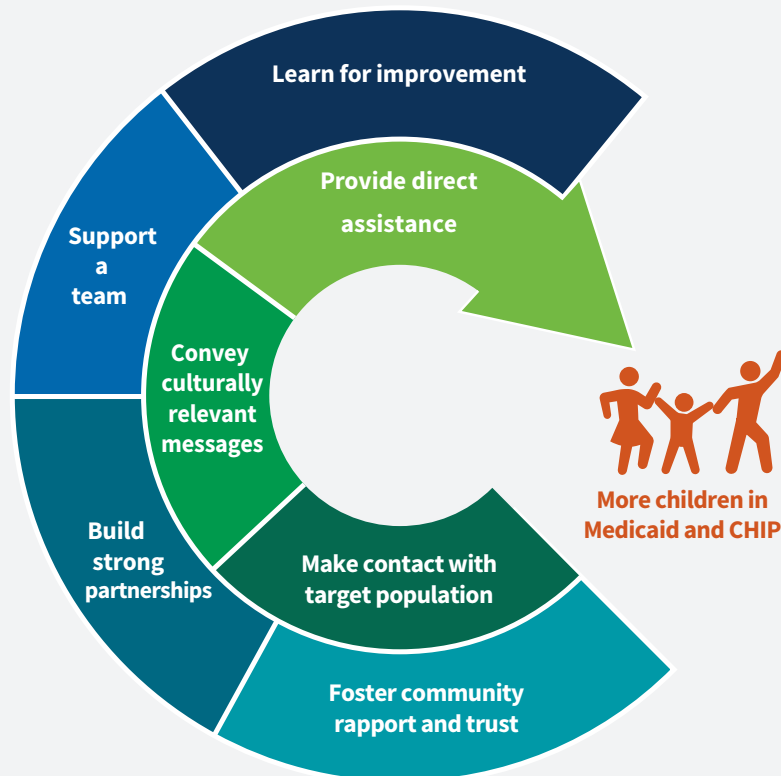 Learn for improvement
Provide direct
assistance
Support
a
team
Convey
culturally
relevant
messages
More children in
Medicaid and CHIP
Build
strong
partnerships
Make contact with
target population
Foster community
rapport and trust